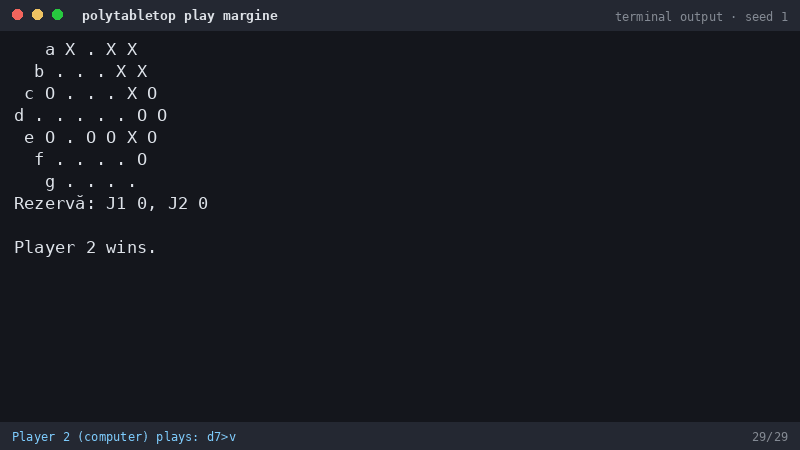 polytabletop play margine
terminal output · seed 1
a X . X X
b . . . X X
c O . . . X O
d . . . . . O O
e O . O O X O
f . . . . O
g . . . .
Rezervă: J1 0, J2 0
Player 2 wins.
Player 2 (computer) plays: d7>v
29/29